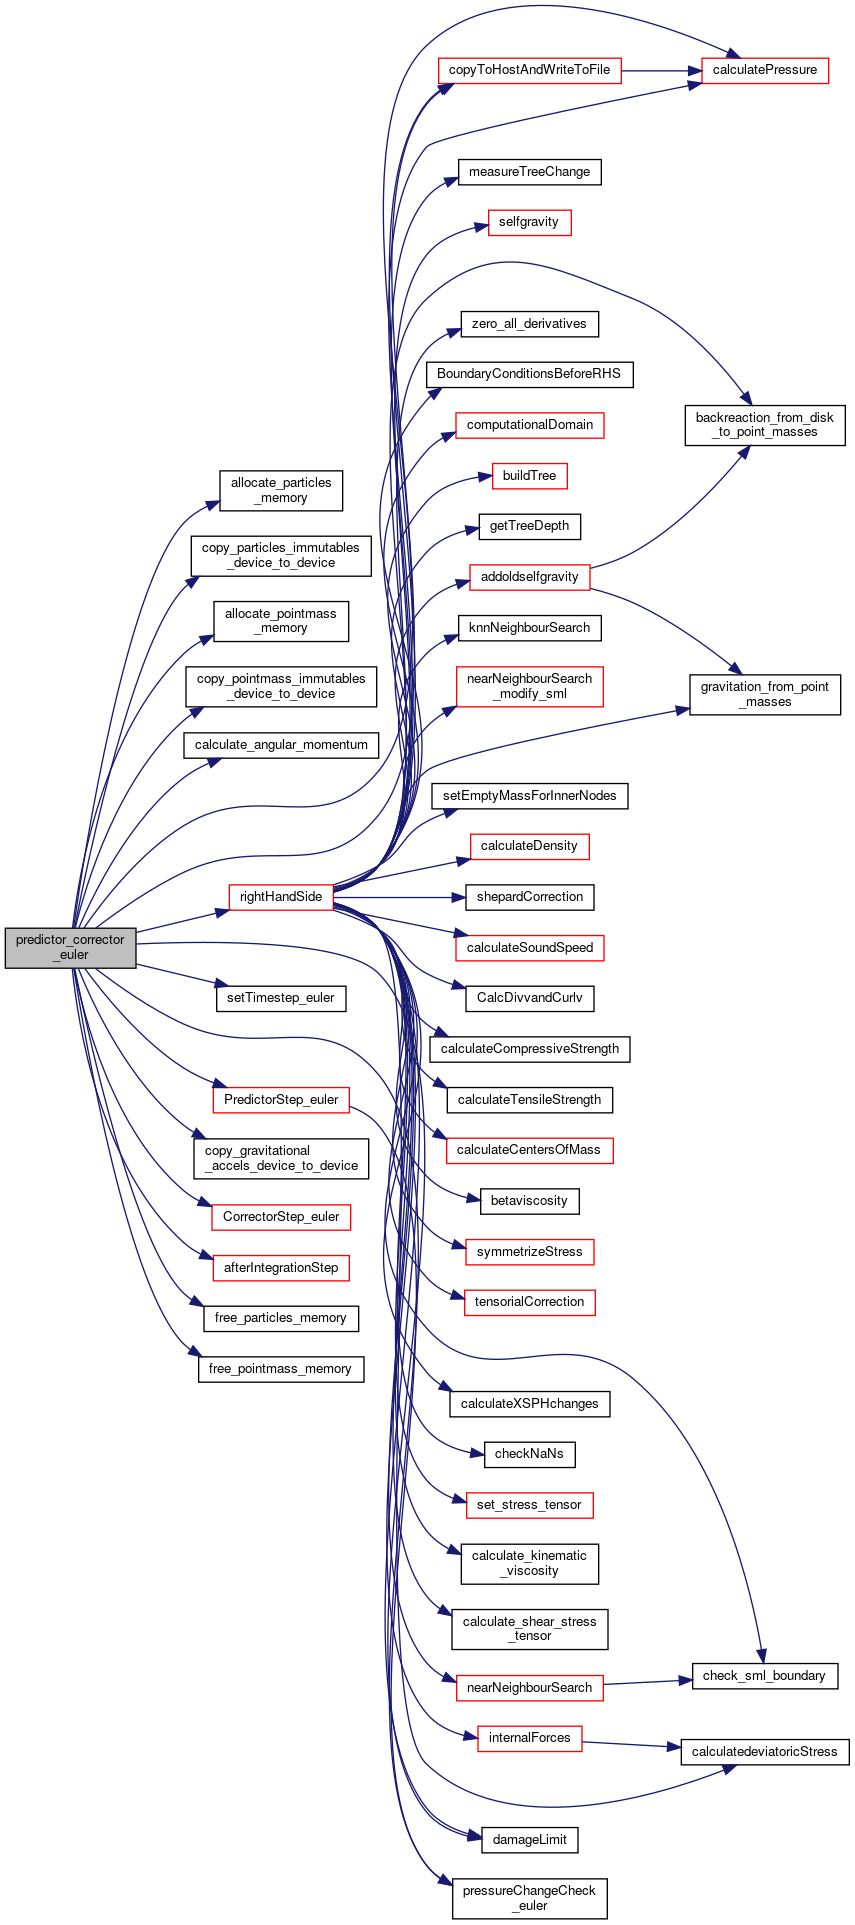 copyToHostAndWriteToFile
calculatePressure
measureTreeChange
selfgravity
zero_all_derivatives
BoundaryConditionsBeforeRHS
backreaction_from_disk
_to_point_masses
computationalDomain
buildTree
allocate_particles
_memory
getTreeDepth
copy_particles_immutables
_device_to_device
addoldselfgravity
allocate_pointmass
_memory
knnNeighbourSearch
copy_pointmass_immutables
_device_to_device
nearNeighbourSearch
_modify_sml
gravitation_from_point
_masses
calculate_angular_momentum
setEmptyMassForInnerNodes
calculateDensity
rightHandSide
shepardCorrection
predictor_corrector
_euler
calculateSoundSpeed
setTimestep_euler
CalcDivvandCurlv
calculateCompressiveStrength
PredictorStep_euler
calculateTensileStrength
copy_gravitational
_accels_device_to_device
calculateCentersOfMass
betaviscosity
CorrectorStep_euler
symmetrizeStress
afterIntegrationStep
tensorialCorrection
free_particles_memory
free_pointmass_memory
calculateXSPHchanges
checkNaNs
set_stress_tensor
calculate_kinematic
_viscosity
calculate_shear_stress
_tensor
nearNeighbourSearch
check_sml_boundary
internalForces
calculatedeviatoricStress
damageLimit
pressureChangeCheck
_euler